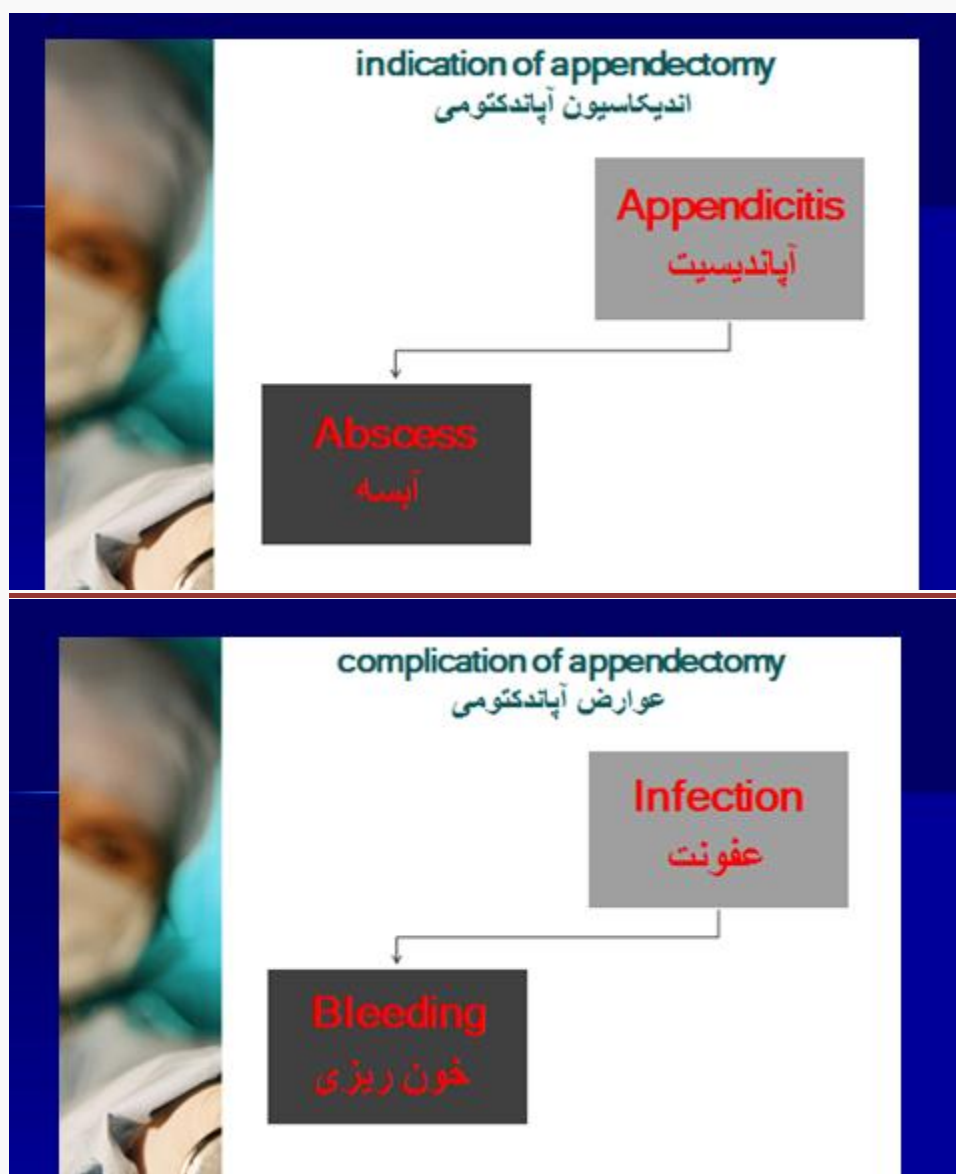 indication of appendectomy
اندیکاسیون آپاندکتومی
Appendicitis
آپاندیسیت
Abscess
آبسه
complication of appendectomy
عوارض آپاندکتومی
Infection
عفونت
Bleeding
خون ریزی